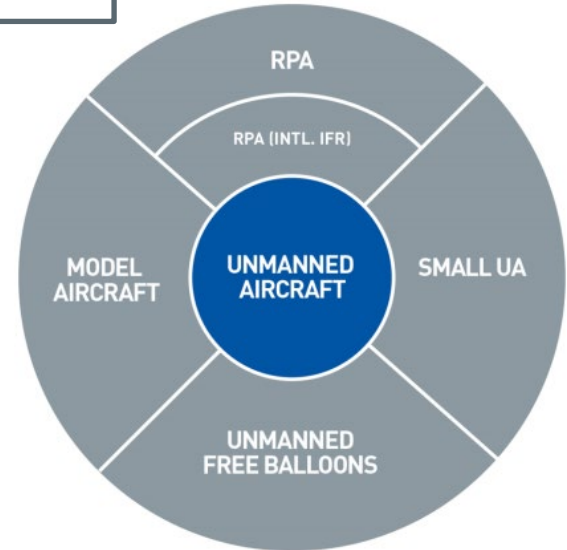 RPA
RPA (INTL. IFR)
MODEL
AIRCRAFT
UNMANNED
AIRCRAFT
SMALL UA
UNMANNED
FREE BALLOONS